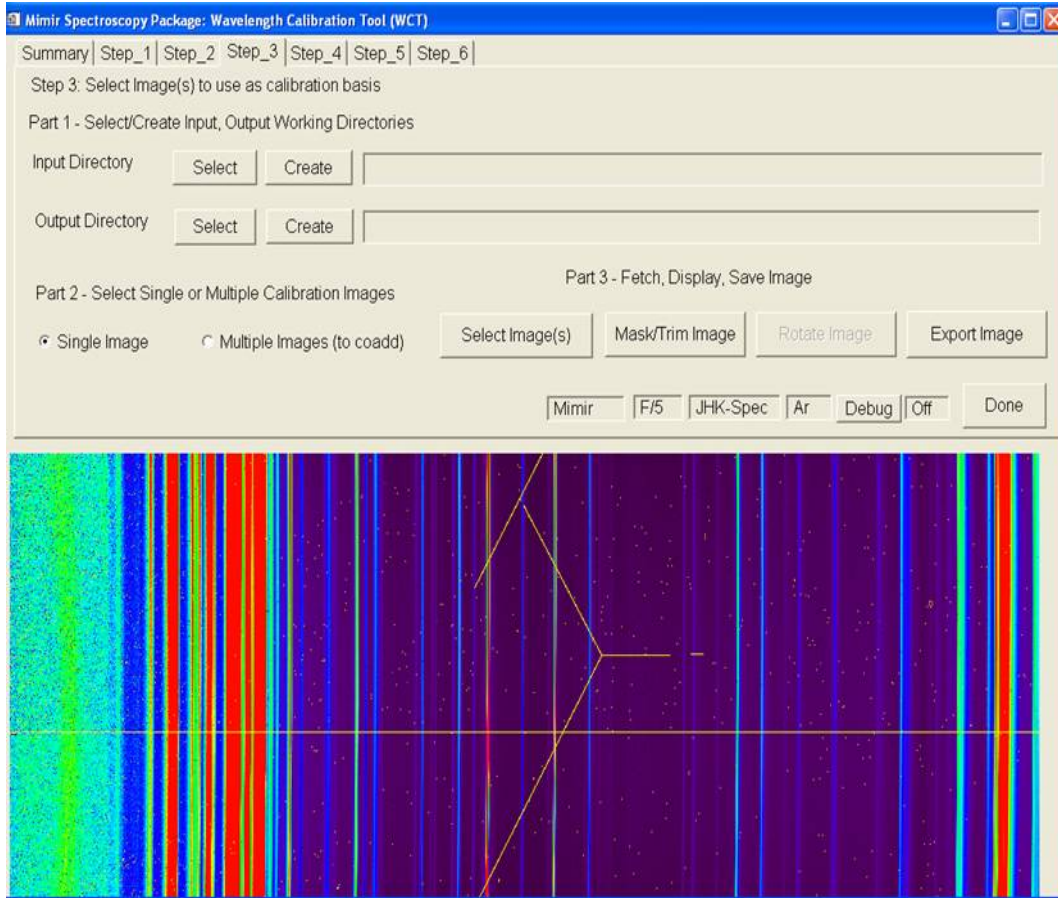 Mimir Spectroscopy Package: Wavelength Calibration Tool (WCT)
Summary Step_1 Step_2 Step_3 Step_4 Step_5 Step_6
Step 3: Select Image(s) to use as calibration basis
Part 1 - Select/Create Input, Output Working Directories
Input Directory Select Create
Output Directory Select Create
Part 3 - Fetch, Display, Save Image
Part 2 - Select Single or Multiple Calibration Images
Single Image Multiple Images (to coadd) Select Image(s) Mask/Trim Image Rotate Image Export Image
Mimir F/5 JHK-Spec Ar Debug Off Done